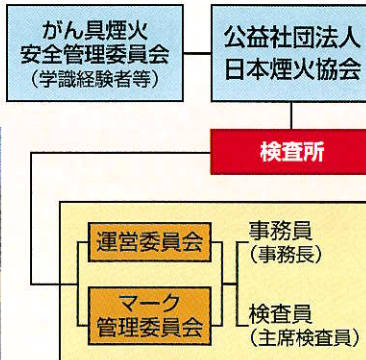 がん具煙火
安全管理委員会
（学識経験者等）
公益社団法人
日本煙火協会
検査所
運営委員会
マーク
管理委員会
事務員
（事務長）
検査員
（主席検査員）